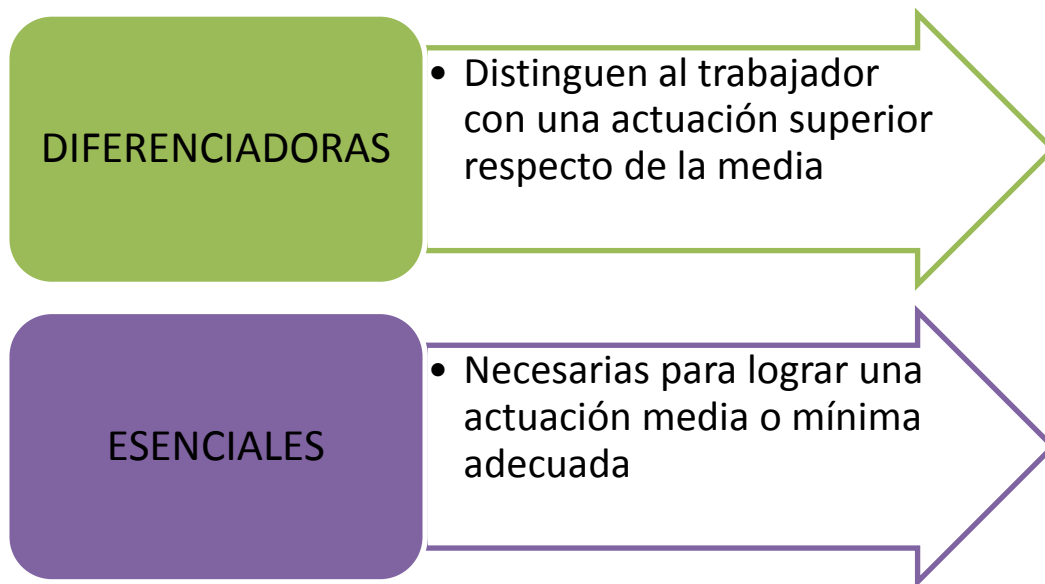 DIFERENCIADORAS
• Distinguen al trabajador
con una actuación superior
respecto de la media
ESENCIALES
• Necesarias para lograr una
actuación media o mínima
adecuada